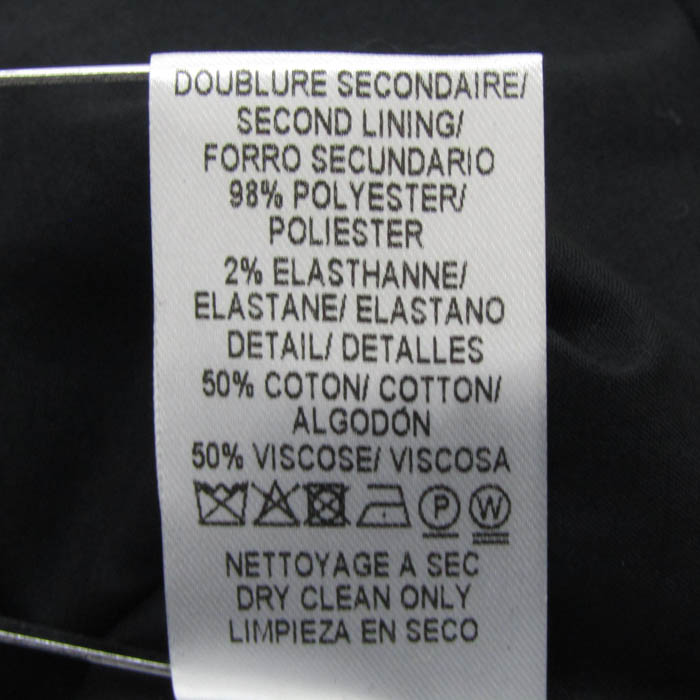 DOUBLURE SECONDAIRE/
SECOND LINING/
FORRO SECUNDARIO
98% POLYESTER/
POLIESTER
2% ELASTHANNE/
ELASTANE/ ELASTANO
DETAIL/ DETALLES
50% COTON/ COTTON/
ALGODÓN
50% VISCOSE/ VISCOSA
P W
NETTOYAGE A SEC
DRY CLEAN ONLY
LIMPIEZA EN SECO